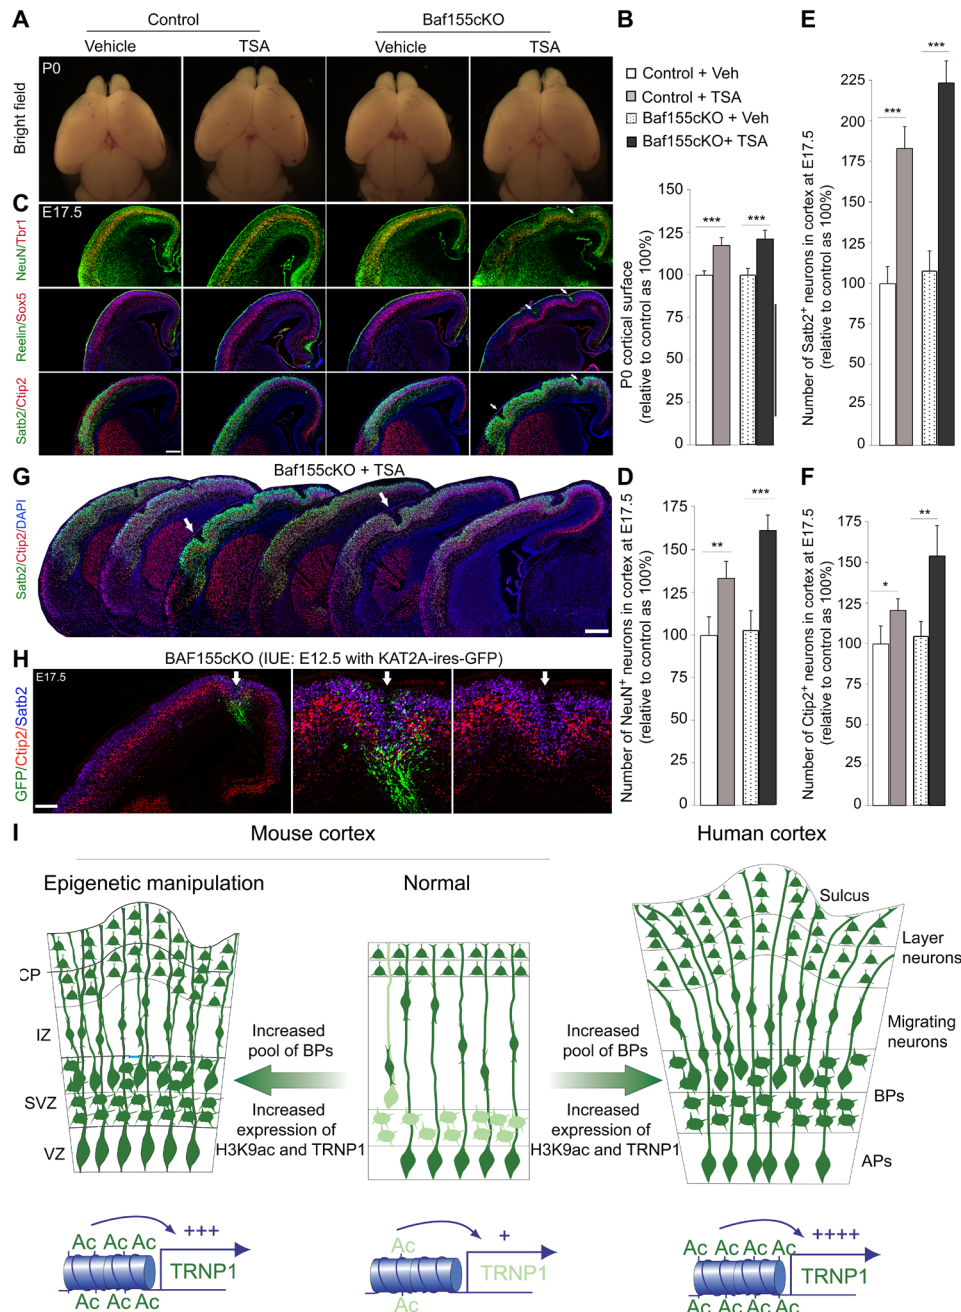 A
Control
Baf155cKO
Vehicle
TSA
Vehicle
TSA
P0
Bright field
B
Control + Veh
Control + TSA
Baf155cKO + Veh
Baf155cKO+ TSA
P0 cortical surface
(relative to control as 100%)
175
150
125
100
75
50
25
0
***
***
C
E17.5
NeuN/Tbr1
Reelin/Sox5
Satb2/Ctip2
D
Number of NeuN⁺ neurons in cortex at E17.5
(relative to control as 100%)
175
150
125
100
75
50
25
0
**
***
E
Number of Satb2⁺ neurons in cortex at E17.5
(relative to control as 100%)
225
200
175
150
125
100
75
50
25
0
***
***
F
Number of Ctip2⁺ neurons in cortex at E17.5
(relative to control as 100%)
175
150
125
100
75
50
25
0
*
**
G
Baf155cKO + TSA
Satb2/Ctip2/DAPI
H
BAF155cKO (IUE: E12.5 with KAT2A-ires-GFP)
E17.5
GFP/Ctip2/Satb2
I
Mouse cortex
Human cortex
Epigenetic manipulation
Normal
Sulcus
Layer
neurons
Migrating
neurons
BPs
APs
CP
IZ
SVZ
VZ
Increased
pool of BPs
Increased
expression of
H3K9ac and TRNP1
Increased
pool of BPs
Increased
expression of
H3K9ac and TRNP1
Ac Ac Ac
+++
TRNP1
Ac Ac Ac
Ac
+
TRNP1
Ac
Ac Ac Ac Ac
++++
TRNP1
Ac Ac Ac Ac